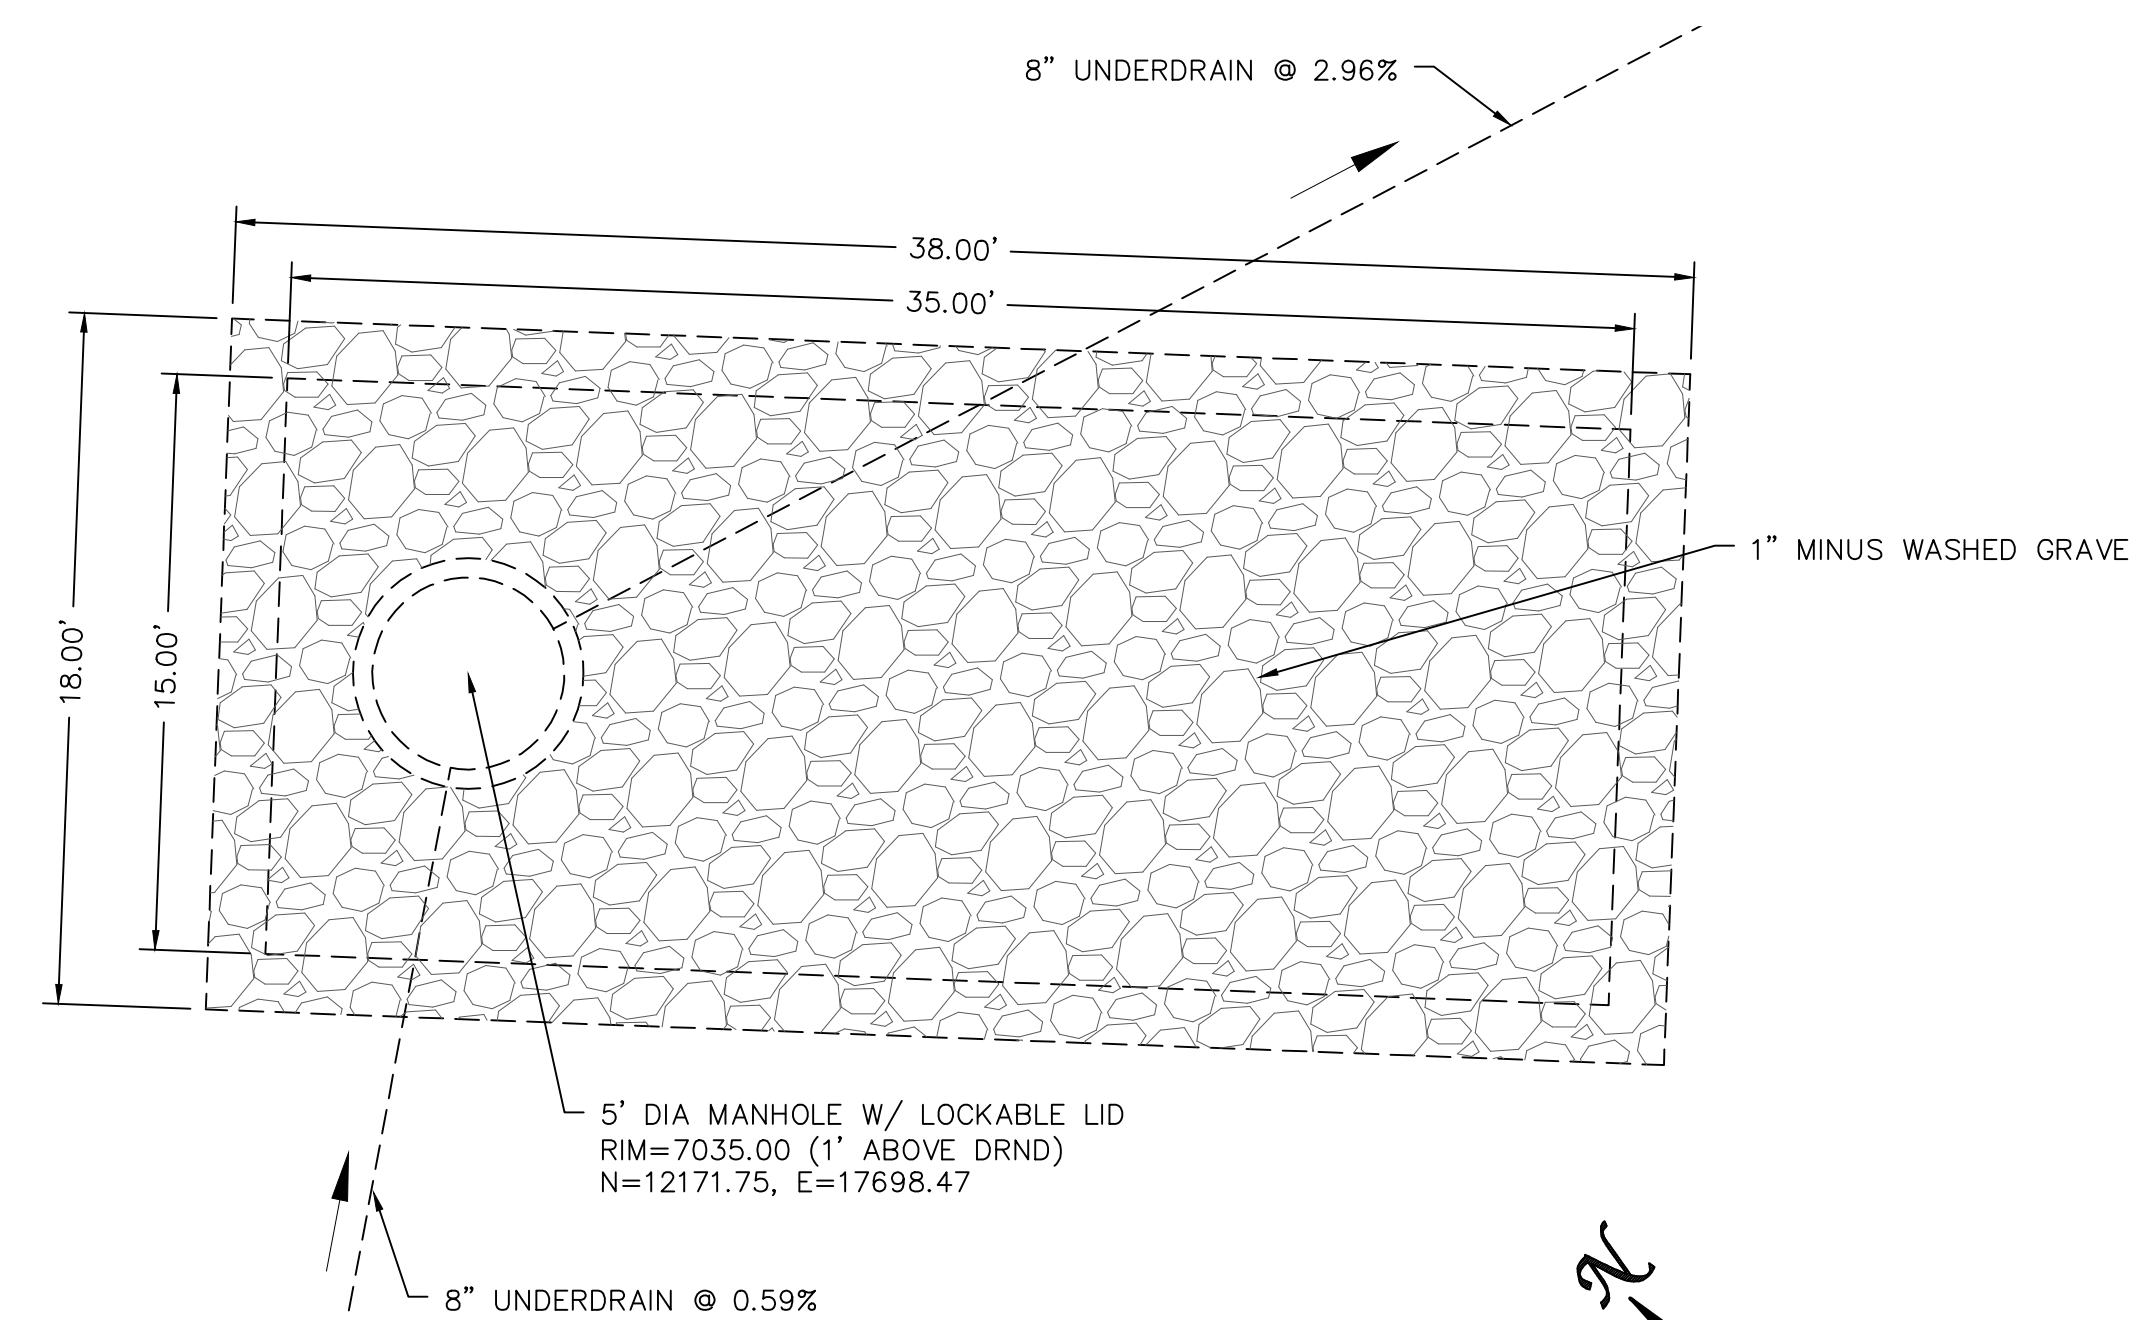 8” UNDERDRAIN @ 2.96%
38.00’
35.00’
18.00’
15.00’
1” MINUS WASHED GRAVE
5’ DIA MANHOLE W/ LOCKABLE LID
RIM=7035.00 (1’ ABOVE DRND)
N=12171.75, E=17698.47
8” UNDERDRAIN @ 0.59%
N